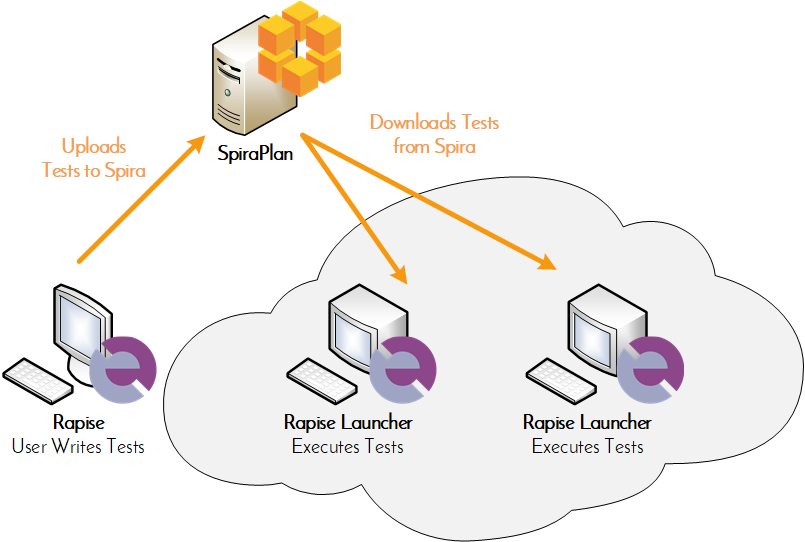 Uploads
Tests to Spira
SpiraPlan
Downloads Tests
from Spira
Rapise
User Writes Tests
Rapise Launcher
Executes Tests
Rapise Launcher
Executes Tests